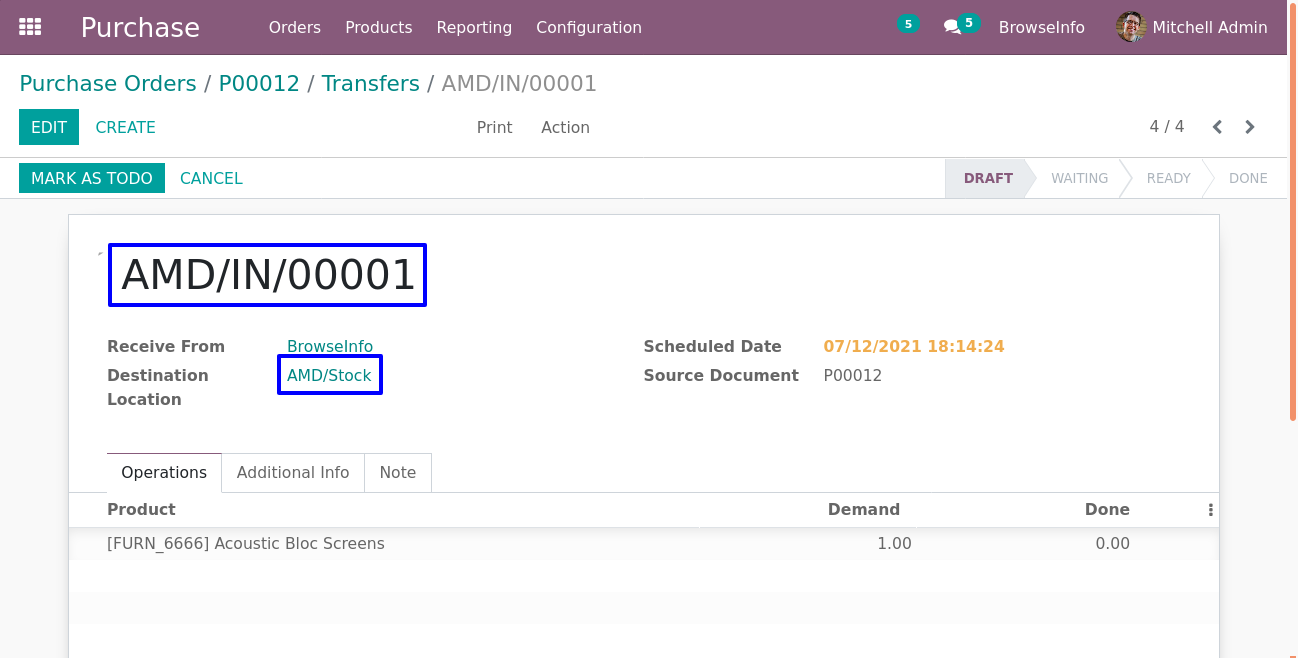 Purchase Orders Products Reporting Configuration 5 5 BrowseInfo Mitchell Admin
Purchase Orders / P00012 / Transfers / AMD/IN/00001
EDIT CREATE Print Action 4 / 4
MARK AS TODO CANCEL DRAFT WAITING READY DONE
AMD/IN/00001
Receive From BrowseInfo Scheduled Date 07/12/2021 18:14:24
Destination AMD/Stock Source Document P00012
Location
Operations Additional Info Note
Product Demand Done
[FURN_6666] Acoustic Bloc Screens 1.00 0.00